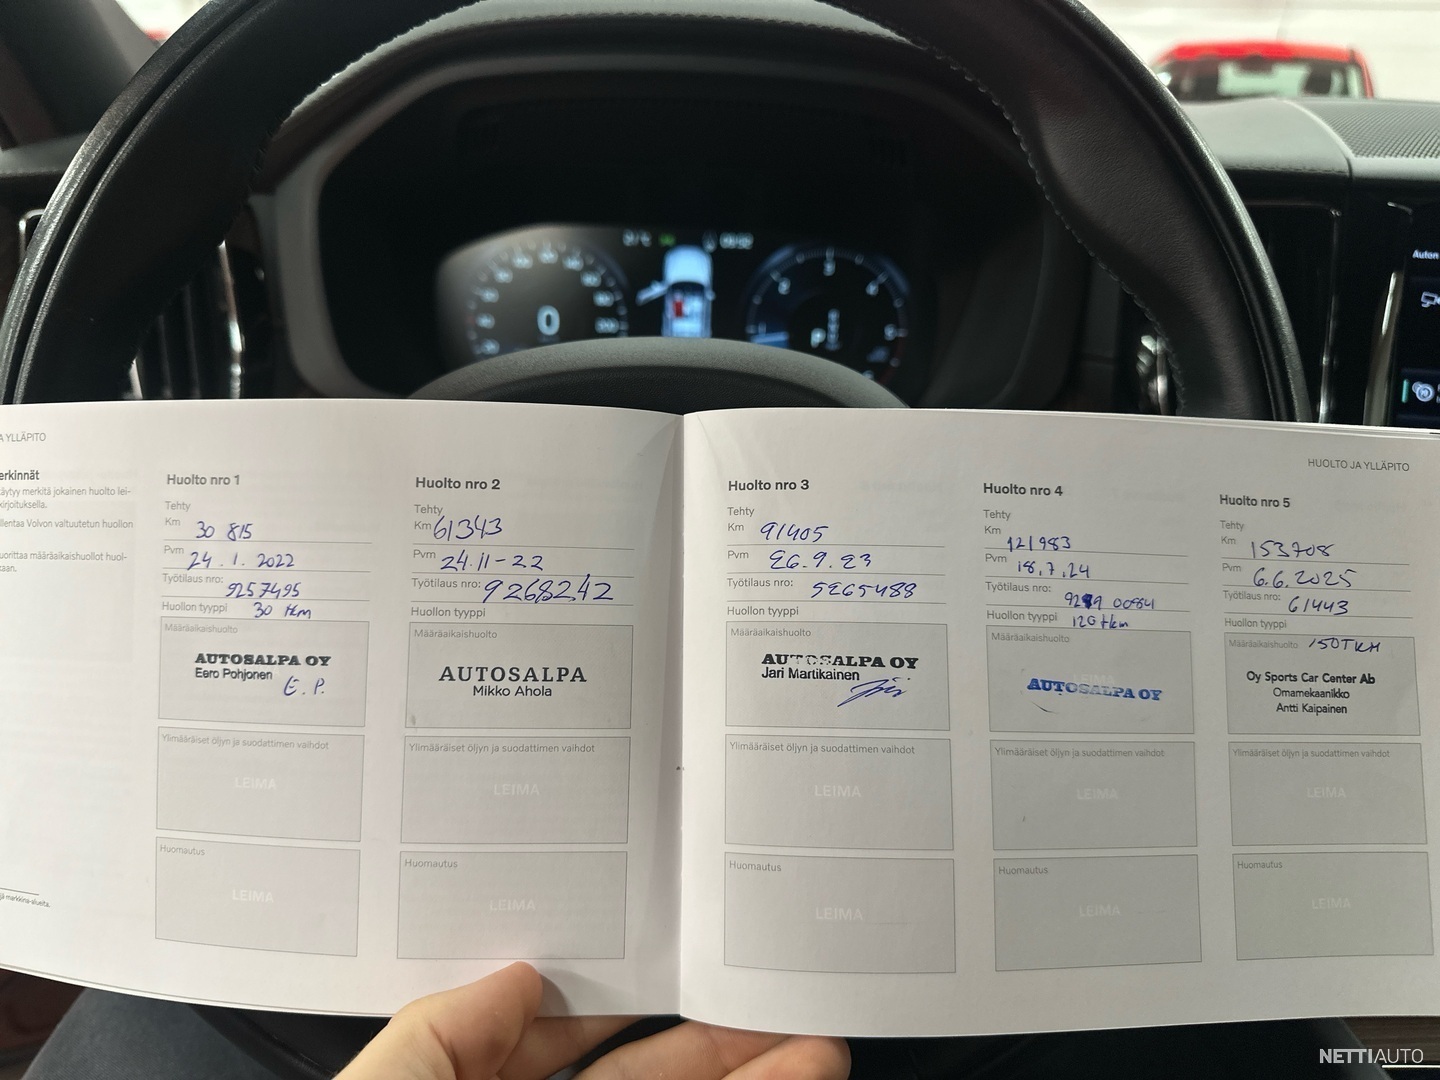 HUOLTO JA YLLÄPITO
A YLLÄPITO
erkinnät
Huolto nro 1
Tehty
Km 30 815
Pvm 24.1.2022
Työtilaus nro: 9257495
Huollon tyyppi 30 tkm
Määräaikaishuolto
AUTOSALPA OY
Eero Pohjonen
E. P.
Ylimääräiset öljyn ja suodattimen vaihdot
LEIMA
Huomautus
LEIMA
Huolto nro 2
Tehty
Km 61343
Pvm 24.11-22
Työtilaus nro: 9268242
Huollon tyyppi
Määräaikaishuolto
AUTOSALPA
Mikko Ahola
Ylimääräiset öljyn ja suodattimen vaihdot
LEIMA
Huomautus
LEIMA
Huolto nro 3
Tehty
Km 91405
Pvm 26.9.23
Työtilaus nro: 5265488
Huollon tyyppi
Määräaikaishuolto
AUTOSALPA OY
Jari Martikainen
Ylimääräiset öljyn ja suodattimen vaihdot
LEIMA
Huomautus
LEIMA
Huolto nro 4
Tehty
Km 121983
Pvm 18.7.24
Työtilaus nro:
Huollon tyyppi 120 tkm
Määräaikaishuolto
AUTOSALPA OY
Ylimääräiset öljyn ja suodattimen vaihdot
LEIMA
Huomautus
LEIMA
Huolto nro 5
Tehty
Km 153708
Pvm 6.6.2025
Työtilaus nro: 61443
Huollon tyyppi
Määräaikaishuolto 150TKM
Oy Sports Car Center Ab
Omamekaanikko
Antti Kaipainen
Ylimääräiset öljyn ja suodattimen vaihdot
LEIMA
Huomautus
LEIMA
NETTIAUTO